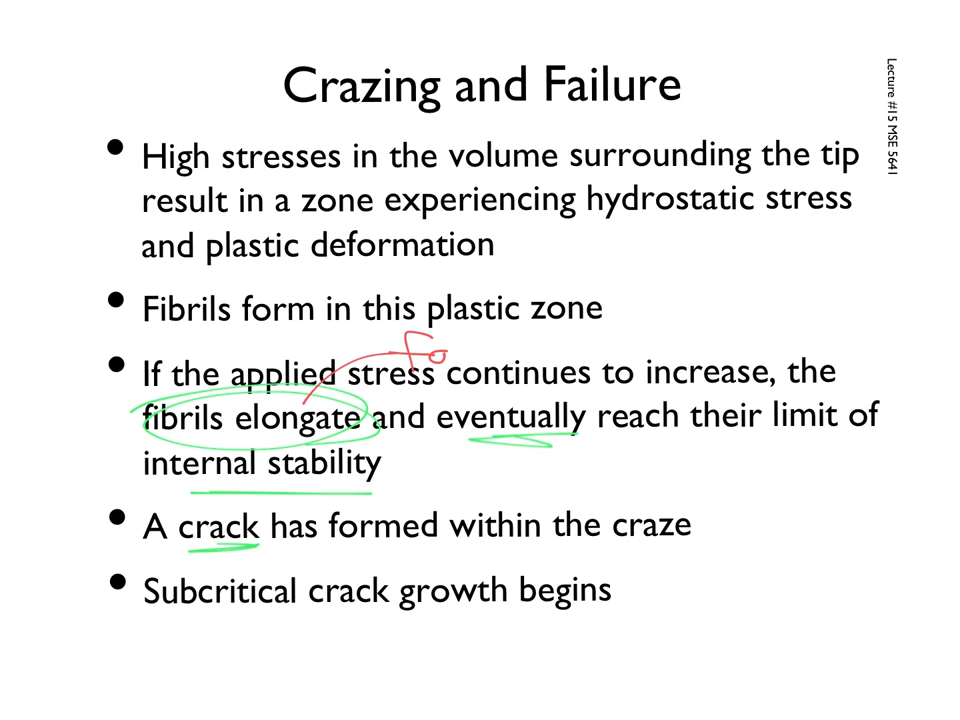 Crazing and Failure
Lecture #15 MSE 5641
• High stresses in the volume surrounding the tip
result in a zone experiencing hydrostatic stress
and plastic deformation
• Fibrils form in this plastic zone
fo
• If the applied stress continues to increase, the
fibrils elongate and eventually reach their limit of
internal stability
• A crack has formed within the craze
• Subcritical crack growth begins